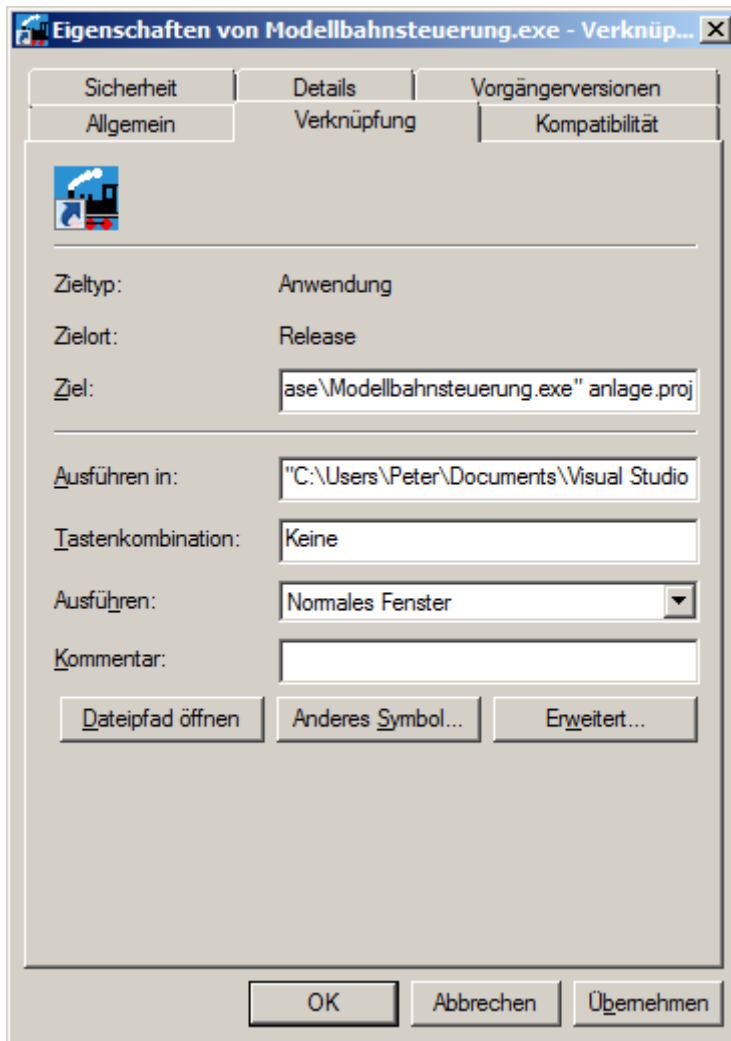 Eigenschaften von Modellbahnsteuerung.exe - Verknüp...
Sicherheit Details Vorgängerversionen
Allgemein Verknüpfung Kompatibilität
Zieltyp: Anwendung
Zielort: Release
Ziel: ase\Modellbahnsteuerung.exe" anlage.proj
Ausführen in: "C:\Users\Peter\Documents\Visual Studio
Tastenkombination: Keine
Ausführen: Normales Fenster
Kommentar:
Dateipfad öffnen Anderes Symbol... Erweitert...
OK Abbrechen Übernehmen